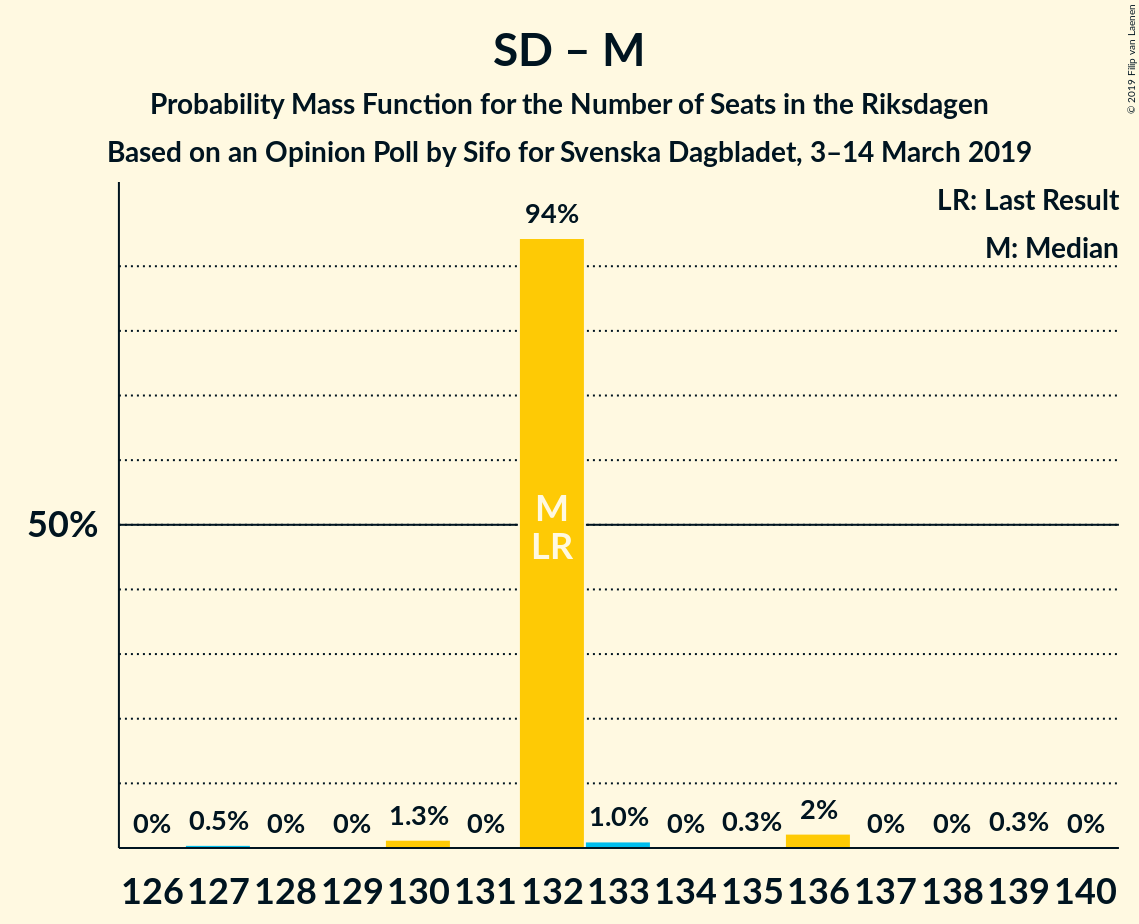 SD – M
Probability Mass Function for the Number of Seats in the Riksdagen
Based on an Opinion Poll by Sifo for Svenska Dagbladet, 3–14 March 2019
© 2019 Filip van Laenen
LR: Last Result
M: Median
94%
50%
M
LR
0% 0.5% 0% 0% 1.3% 0% 1.0% 0% 0.3% 2% 0% 0% 0.3% 0%
126 127 128 129 130 131 132 133 134 135 136 137 138 139 140